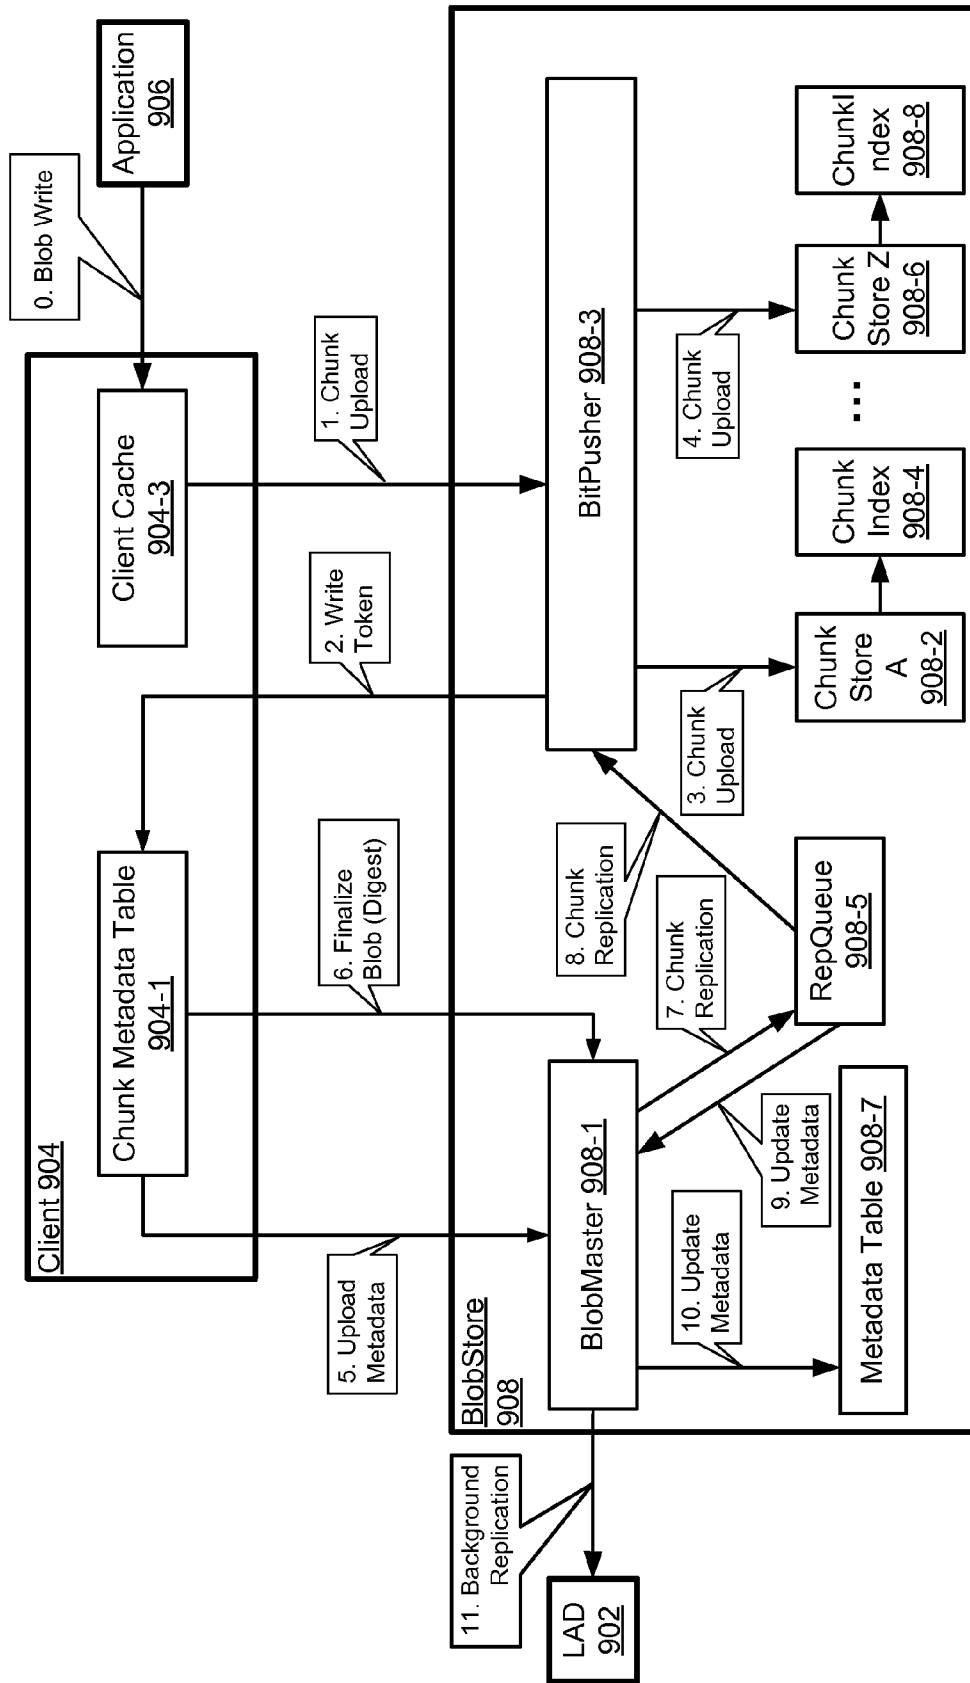 Application
906
0. Blob Write
Client 904
Client Cache
904-3
Chunk Metadata Table
904-1
1. Chunk
Upload
2. Write
Token
6. Finalize
Blob (Digest)
5. Upload
Metadata
BlobStore
908
BitPusher 908-3
BlobMaster 908-1
11. Background
Replication
LAD
902
4. Chunk
Upload
3. Chunk
Upload
8. Chunk
Replication
7. Chunk
Replication
9. Update
Metadata
10. Update
Metadata
Metadata Table 908-7
RepQueue
908-5
Chunk
Store
A
908-2
Chunk
Index
908-4
...
Chunk
Store Z
908-6
ChunkI
ndex
908-8